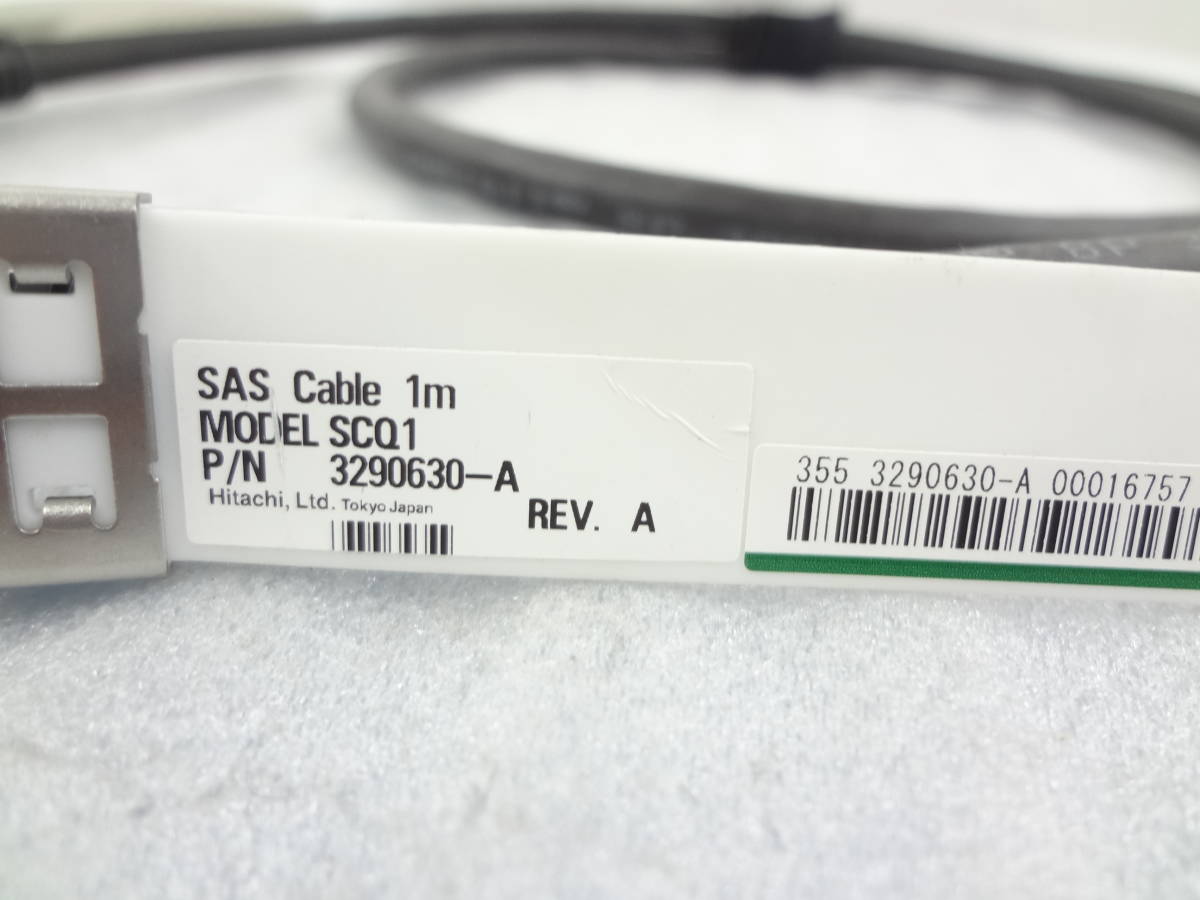 SAS Cable 1m
MODEL SCQ1
P/N 3290630-A
Hitachi, Ltd. Tokyo Japan
REV. A
355 3290630-A 00016757